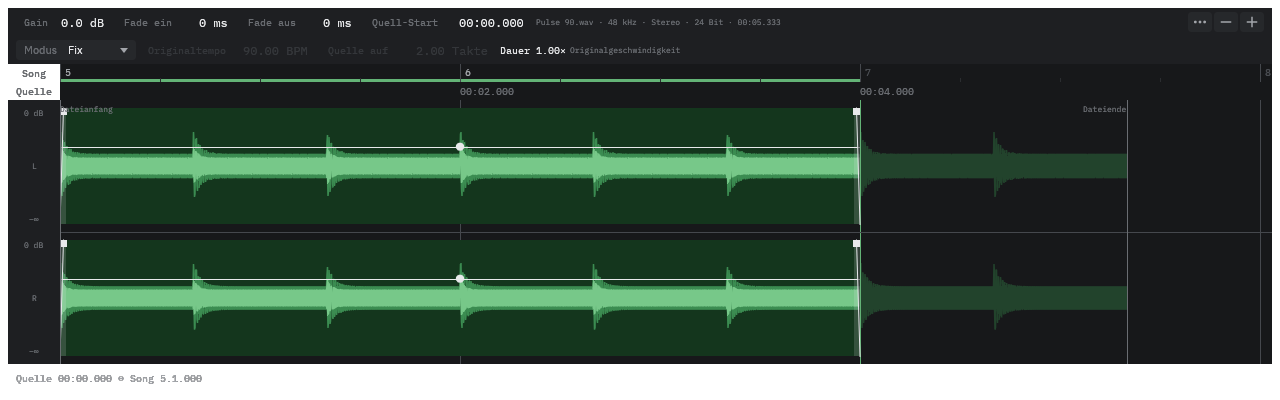 Gain 0.0 dB Fade ein 0 ms Fade aus 0 ms Quell-Start 00:00.000 Pulse 90.wav · 48 kHz · Stereo · 24 Bit · 00:05.333
Modus Fix Originaltempo 90.00 BPM Quelle auf 2.00 Takte Dauer 1.00× Originalgeschwindigkeit
Song 5 6 7 8
Quelle 00:02.000 00:04.000
0 dB Dateianfang Dateiende
L
-∞
0 dB
R
-∞
Quelle 00:00.000 ⊖ Song 5.1.000